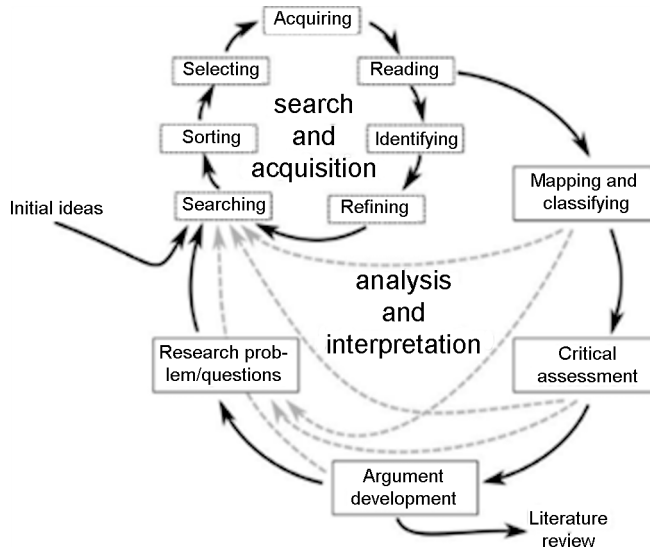 Acquiring
Selecting
Reading
search
and
acquisition
Sorting
Identifying
Searching
Refining
Initial ideas
Mapping and
classifying
analysis
and
interpretation
Research prob-
lem/questions
Critical
assessment
Argument
development
Literature
review